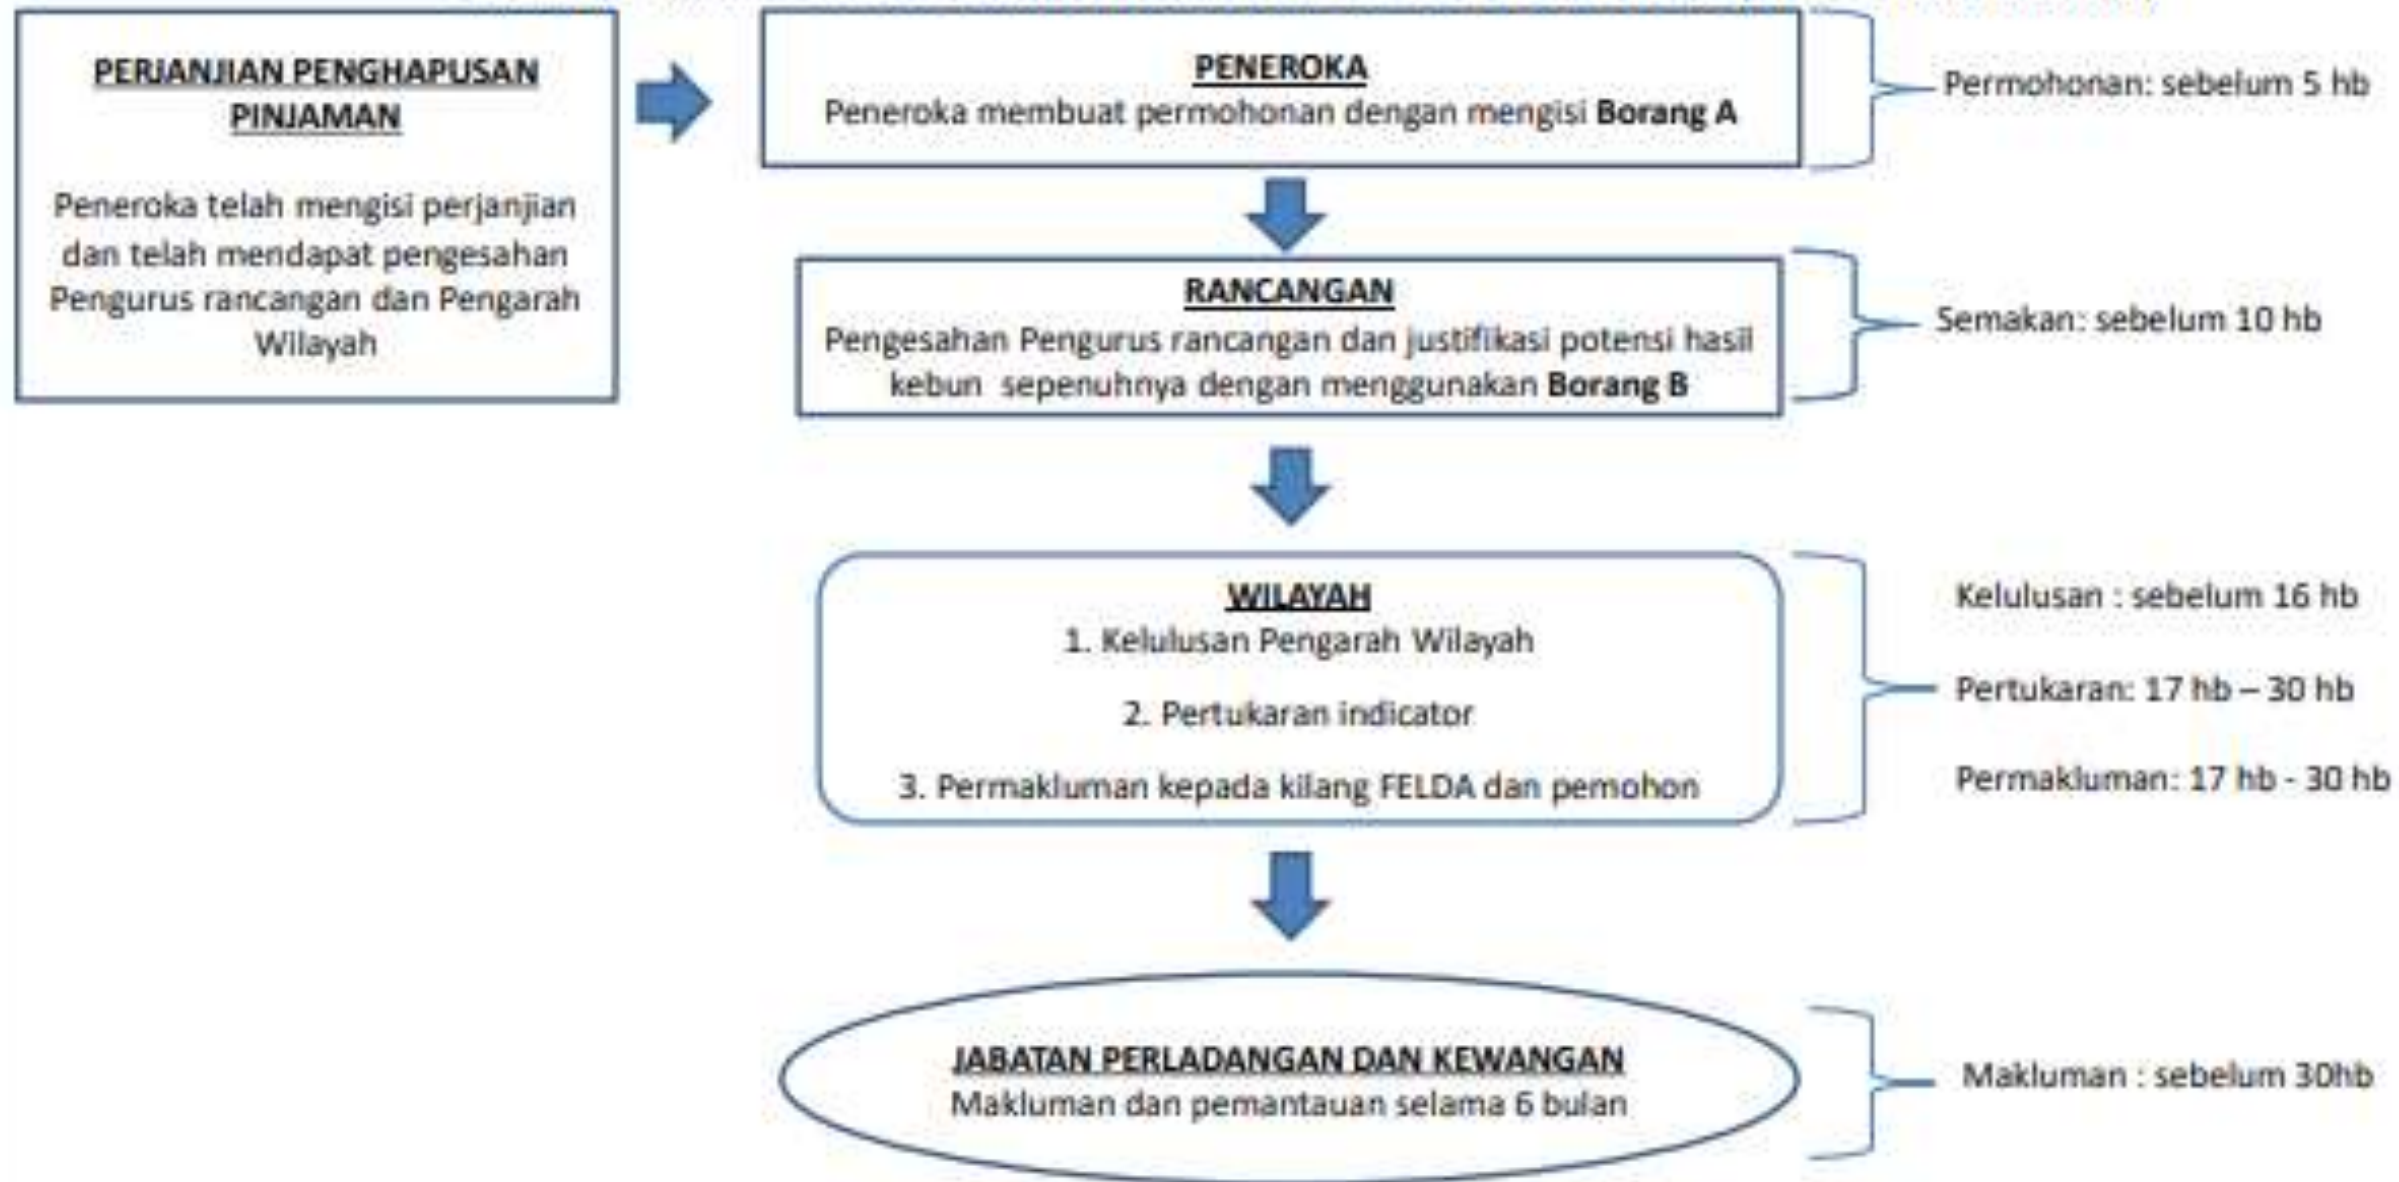 PERJANJIAN PENGHAPUSAN
PINJAMAN
Peneroka telah mengisi perjanjian
dan telah mendapat pengesahan
Pengurus rancangan dan Pengarah
Wilayah
PENEROKA
Peneroka membuat permohonan dengan mengisi Borang A
Permohonan: sebelum 5 hb
RANCANGAN
Pengesahan Pengurus rancangan dan justifikasi potensi hasil
kebun sepenuhnya dengan menggunakan Borang B
Semakan: sebelum 10 hb
WILAYAH
1. Kelulusan Pengarah Wilayah
2. Pertukaran indicator
3. Permakluman kepada kilang FELDA dan pemohon
Kelulusan : sebelum 16 hb
Pertukaran: 17 hb – 30 hb
Permakluman: 17 hb - 30 hb
JABATAN PERLADANGAN DAN KEWANGAN
Makluman dan pemantauan selama 6 bulan
Makluman : sebelum 30hb